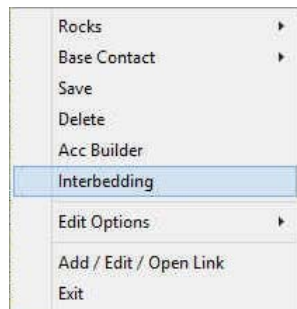 Rocks
Base Contact
Save
Delete
Acc Builder
Interbedding
Edit Options
Add / Edit / Open Link
Exit